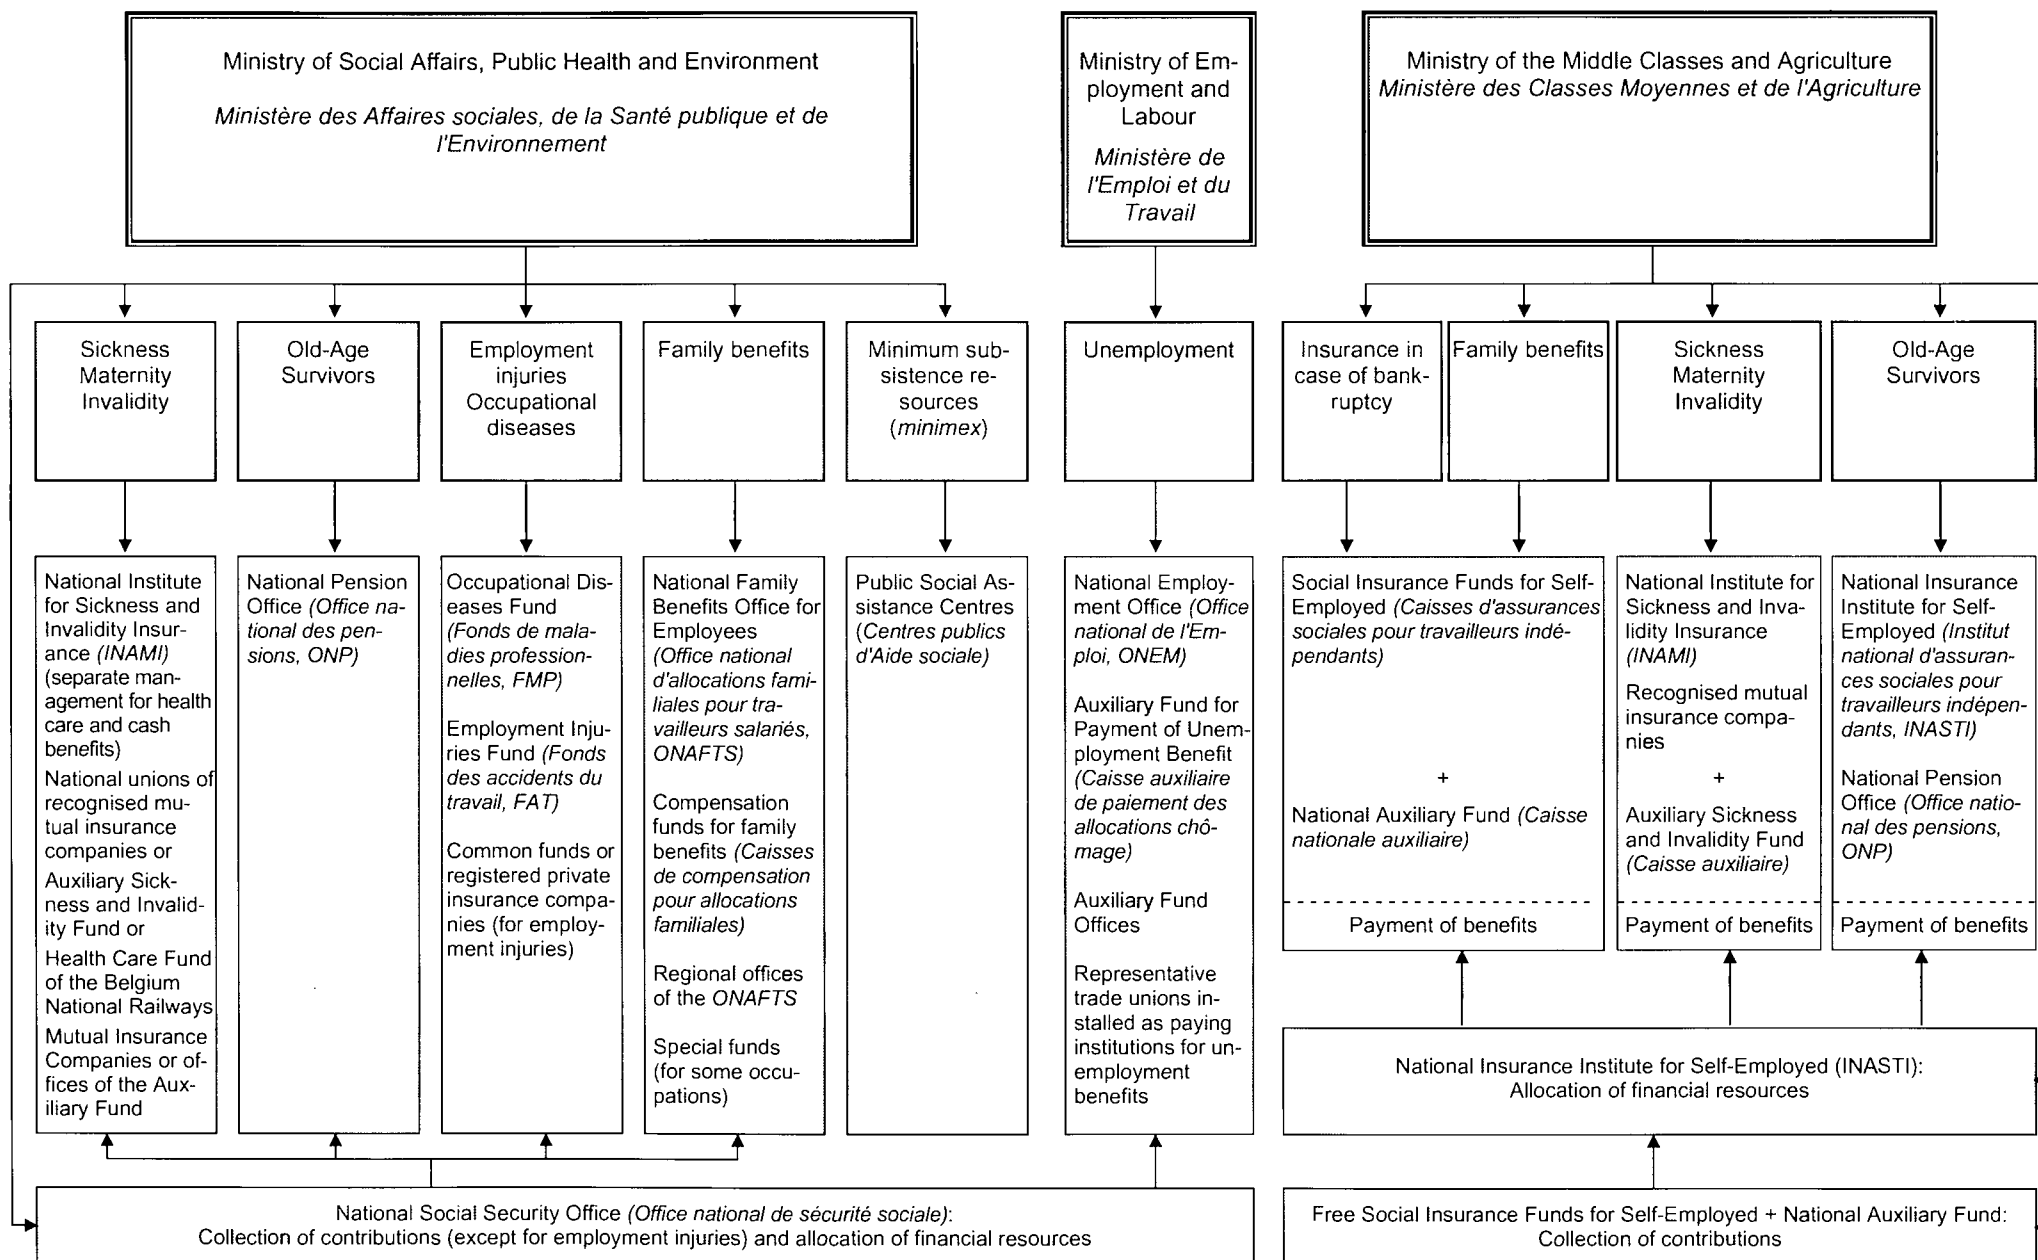 Ministry of Social Affairs, Public Health and Environment
Ministère des Affaires sociales, de la Santé publique et de
l'Environnement
Ministry of Em-
ployment and
Labour
Ministère de
l'Emploi et du
Travail
Ministry of the Middle Classes and Agriculture
Ministère des Classes Moyennes et de l'Agriculture
Sickness
Maternity
Invalidity
Old-Age
Survivors
Employment
injuries
Occupational
diseases
Family benefits
Minimum sub-
sistence re-
sources
(minimex)
Unemployment
Insurance in
case of bank-
ruptcy
Family benefits
Sickness
Maternity
Invalidity
Old-Age
Survivors
National Institute
for Sickness and
Invalidity Insur-
ance (INAMI)
(separate man-
agement for health
care and cash
benefits)
National unions of
recognised mu-
tual insurance
companies or
Auxiliary Sick-
ness and Invalid-
ity Fund or
Health Care Fund
of the Belgium
National Railways
Mutual Insurance
Companies or of-
fices of the Aux-
iliary Fund
National Pension
Office (Office na-
tional des pen-
sions, ONP)
Occupational Dis-
eases Fund
(Fonds de mala-
dies profession-
nelles, FMP)
Employment Inju-
ries Fund (Fonds
des accidents du
travail, FAT)
Common funds or
registered private
insurance compa-
nies (for employ-
ment injuries)
National Family
Benefits Office for
Employees
(Office national
d'allocations fami-
liales pour tra-
vailleurs salariés,
ONAFTS)
Compensation
funds for family
benefits (Caisses
de compensation
pour allocations
familiales)
Regional offices
of the ONAFTS
Special funds
(for some occu-
pations)
Public Social As-
sistance Centres
(Centres publics
d'Aide sociale)
National Employ-
ment Office (Office
national de l'Em-
ploi, ONEM)
Auxiliary Fund for
Payment of Unem-
ployment Benefit
(Caisse auxiliaire
de paiement des
allocations chô-
mage)
Auxiliary Fund
Offices
Representative
trade unions in-
stalled as paying
institutions for un-
employment
benefits
Social Insurance Funds for Self-
Employed (Caisses d'assurances
sociales pour travailleurs indé-
pendants)
+
National Auxiliary Fund (Caisse
nationale auxiliaire)
Payment of benefits
National Institute for
Sickness and Inva-
lidity Insurance
(INAMI)
Recognised mutual
insurance compa-
nies
+
Auxiliary Sickness
and Invalidity Fund
(Caisse auxiliaire)
Payment of benefits
National Insurance
Institute for Self-
Employed (Institut
national d'assuran-
ces sociales pour
travailleurs indépen-
dants, INASTI)
National Pension
Office (Office natio-
nal des pensions,
ONP)
Payment of benefits
National Insurance Institute for Self-Employed (INASTI):
Allocation of financial resources
National Social Security Office (Office national de sécurité sociale):
Collection of contributions (except for employment injuries) and allocation of financial resources
Free Social Insurance Funds for Self-Employed + National Auxiliary Fund:
Collection of contributions